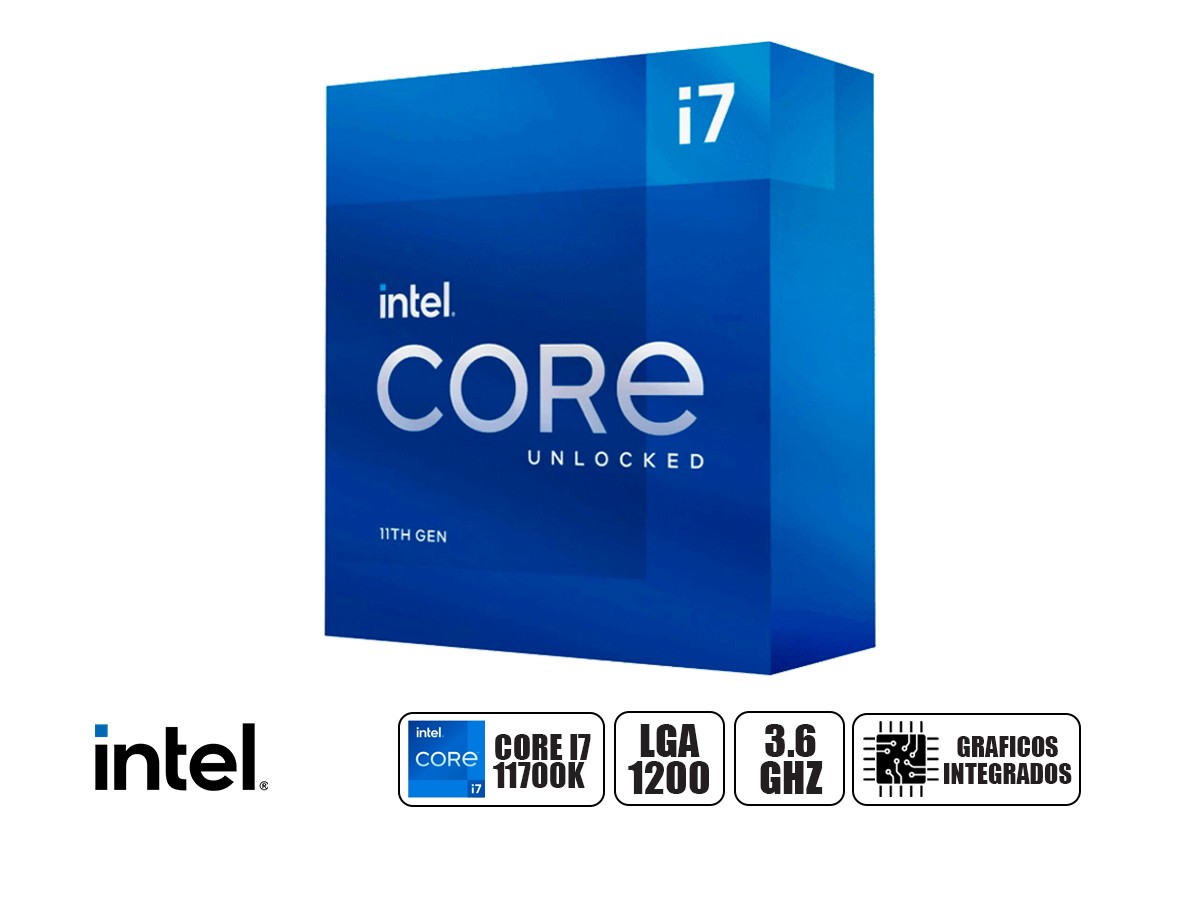 i7
intel.
CORe
UNLOCKED
11TH GEN
intel®
intel.
CORe
i7
CORE I7
11700K
LGA
1200
3.6
GHZ
GRAFICOS
INTEGRADOS